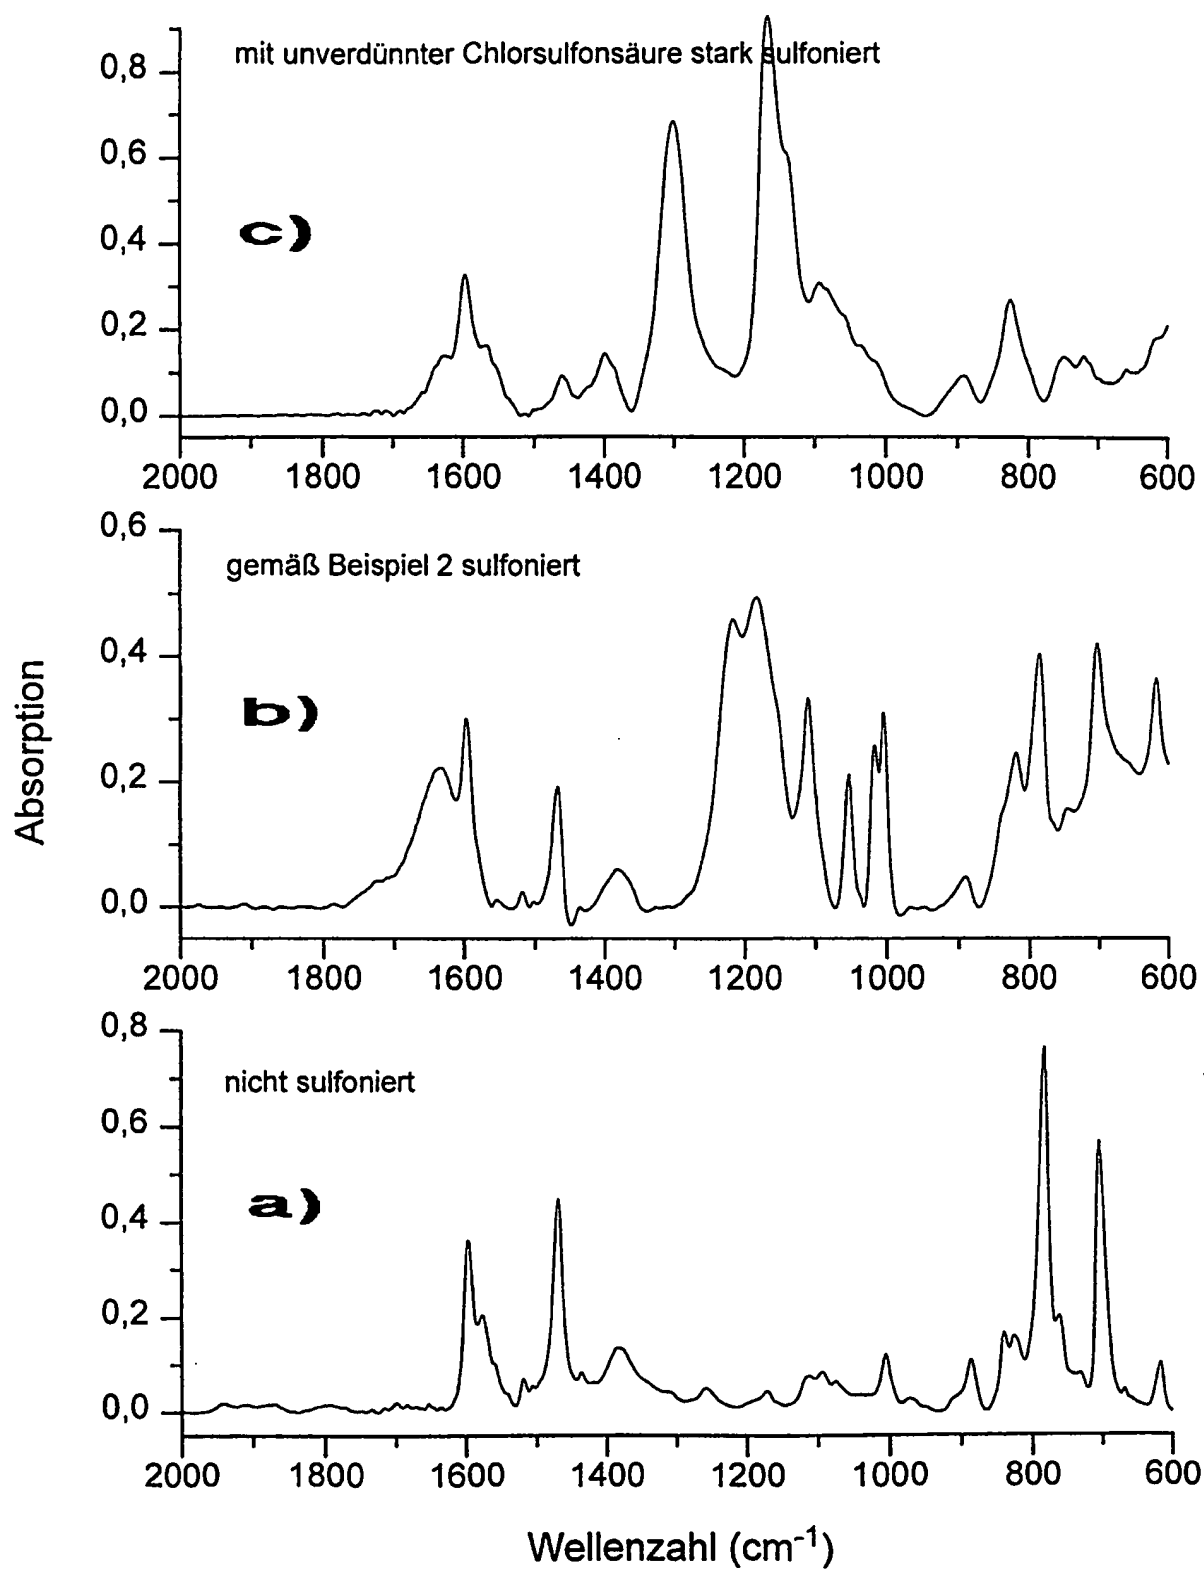 mit unverdünnter Chlorsulfonsäure stark sulfoniert
0,8
0,6
c)
0,4
0,2
0,0
2000 1800 1600 1400 1200 1000 800 600
0,6
gemäß Beispiel 2 sulfoniert
0,4
b)
0,2
0,0
2000 1800 1600 1400 1200 1000 800 600
Absorption
0,8
nicht sulfoniert
0,6
a)
0,4
0,2
0,0
2000 1800 1600 1400 1200 1000 800 600
Wellenzahl (cm⁻¹)